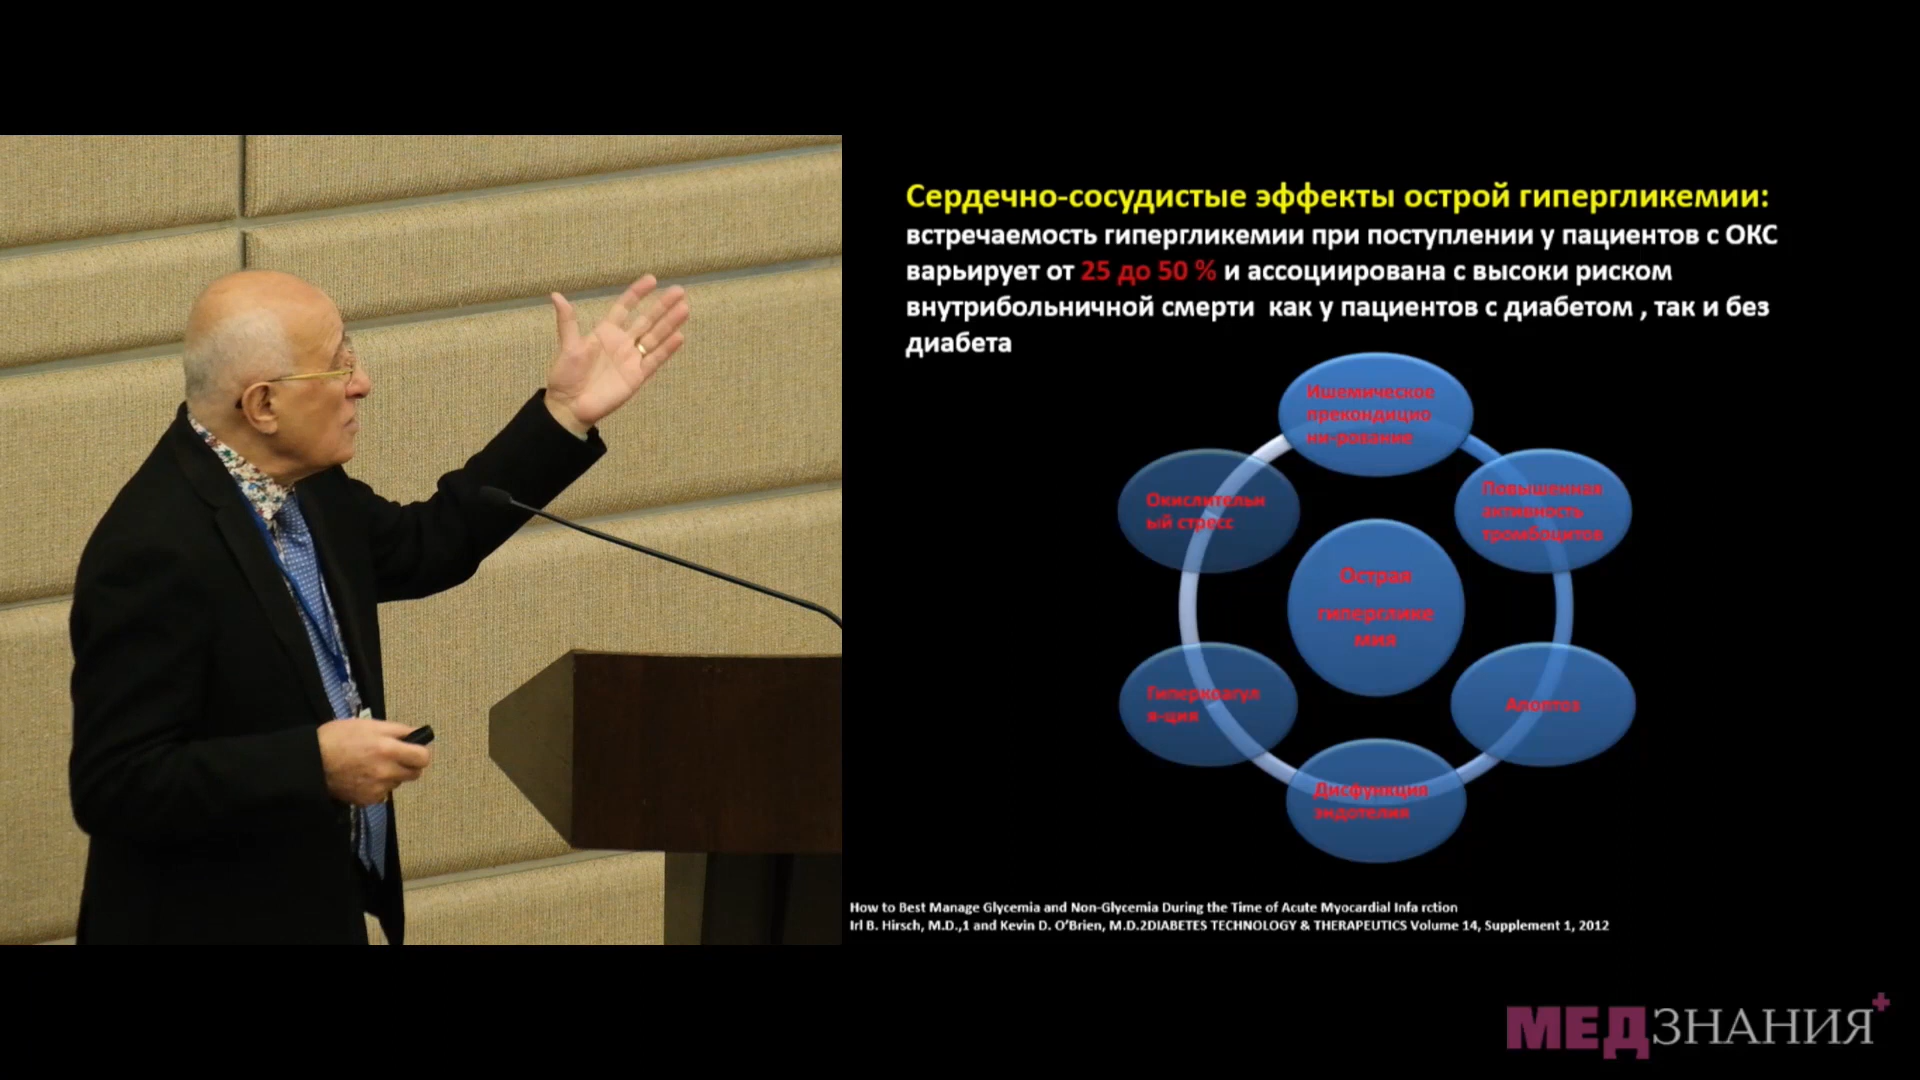 Сердечно-сосудистые эффекты острой гипергликемии:
встречаемость гипергликемии при поступлении у пациентов с ОКС
варьирует от 25 до 50 % и ассоциирована с высоки риском
внутрибольничной смерти как у пациентов с диабетом , так и без
диабета
Ишемическое
прекондицио
ни-рование
Повышенная
активность
тромбоцитов
Апоптоз
Дисфункция
эндотелия
Гиперкоагул
я-ция
Окислительн
ый стресс
Острая
гиперглике
мия
How to Best Manage Glycemia and Non-Glycemia During the Time of Acute Myocardial Infa rction
Irl B. Hirsch, M.D.,1 and Kevin D. O’Brien, M.D.2DIABETES TECHNOLOGY & THERAPEUTICS Volume 14, Supplement 1, 2012
МЕДЗНАНИЯ+